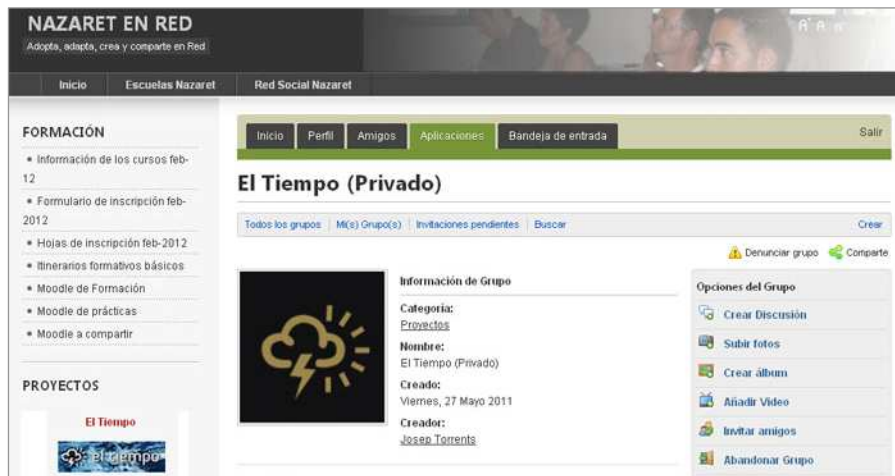 NAZARET EN RED
Adopta, adapta, crea y comparte en Red
Inicio
Escuelas Nazaret
Red Social Nazaret
FORMACIÓN
Información de los cursos feb-
12
Formulario de inscripción feb-
2012
Hojas de inscripción feb-2012
Itinerarios formativos básicos
Moodle de Formación
Moodle de prácticas
Moodle a compartir
PROYECTOS
El Tiempo
el tiempo
Inicio
Perfil
Amigos
Aplicaciones
Bandeja de entrada
Salir
El Tiempo (Privado)
Todos los grupos
Mi(s) Grupo(s)
Invitaciones pendientes
Buscar
Crear
Denunciar grupo
Comparte
Información de Grupo
Categoria:
Proyectos
Nombre:
El Tiempo (Privado)
Creado:
Viernes, 27 Mayo 2011
Creador:
Josep Torrents
Opciones del Grupo
Crear Discusión
Subir fotos
Crear álbum
Añadir Video
Invitar amigos
Abandonar Grupo